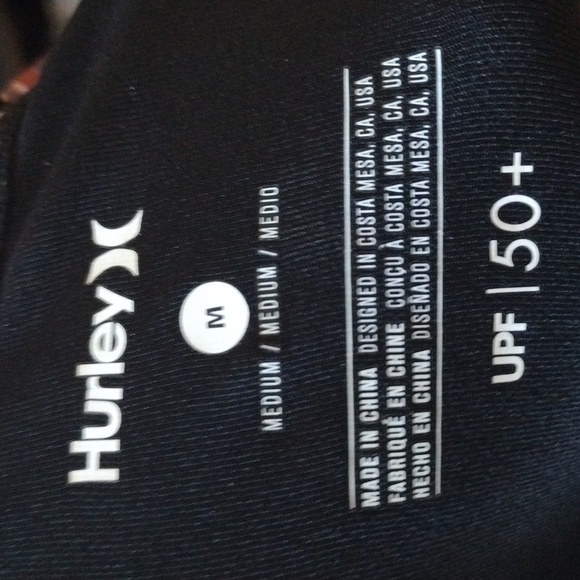 Hurley
M
MEDIUM / MEDIUM / MEDIO
MADE IN CHINA DESIGNED IN COSTA MESA, CA, USA
FABRIQUÉ EN CHINE CONÇU À COSTA MESA, CA, USA
HECHO EN CHINA DISEÑADO EN COSTA MESA, CA, USA
UPF | 50+